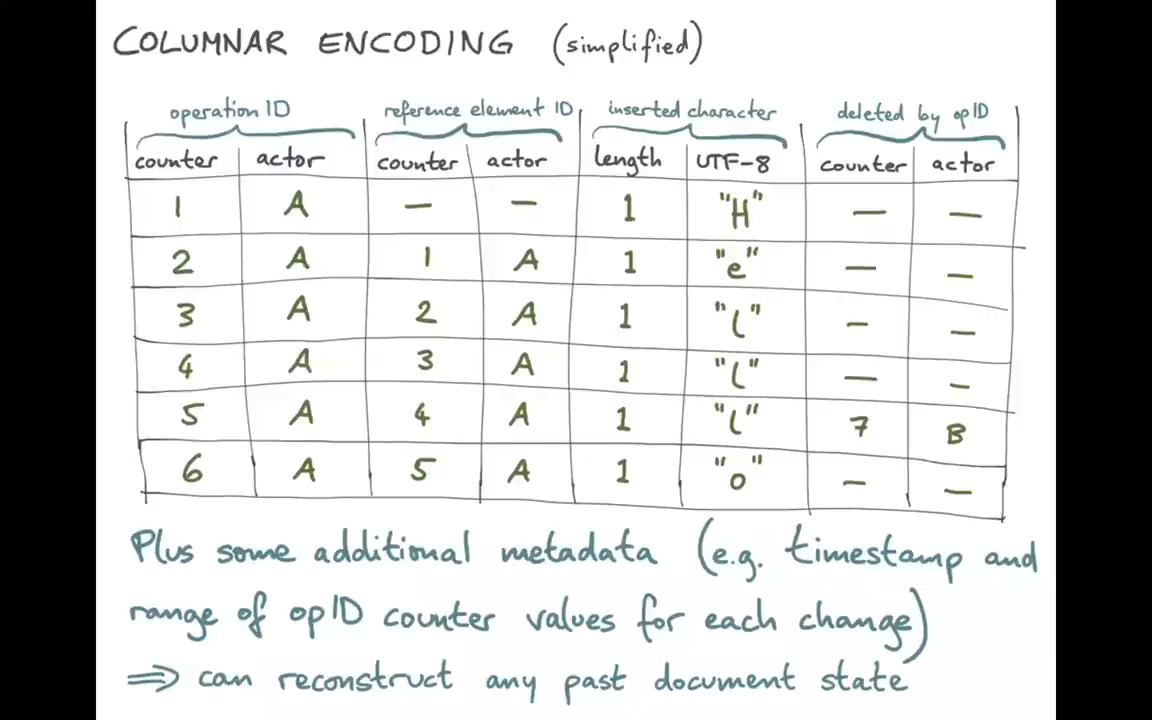 COLUMNAR ENCODING (simplified)
operation ID reference element ID inserted character deleted by opID
counter actor counter actor length UTF-8 counter actor
1 A — — 1 "H" — —
2 A 1 A 1 "e" — —
3 A 2 A 1 "l" — —
4 A 3 A 1 "l" — —
5 A 4 A 1 "l" 7 B
6 A 5 A 1 "o" — —
Plus some additional metadata (e.g. timestamp and
range of opID counter values for each change)
⟹ can reconstruct any past document state